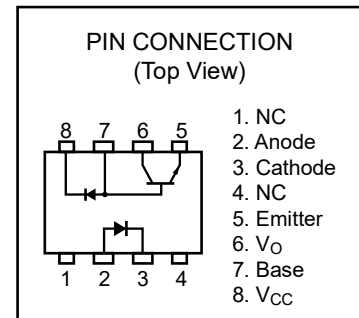 PIN CONNECTION
(Top View)
8 7 6 5
1 2 3 4
1. NC
2. Anode
3. Cathode
4. NC
5. Emitter
6. VO
7. Base
8. VCC